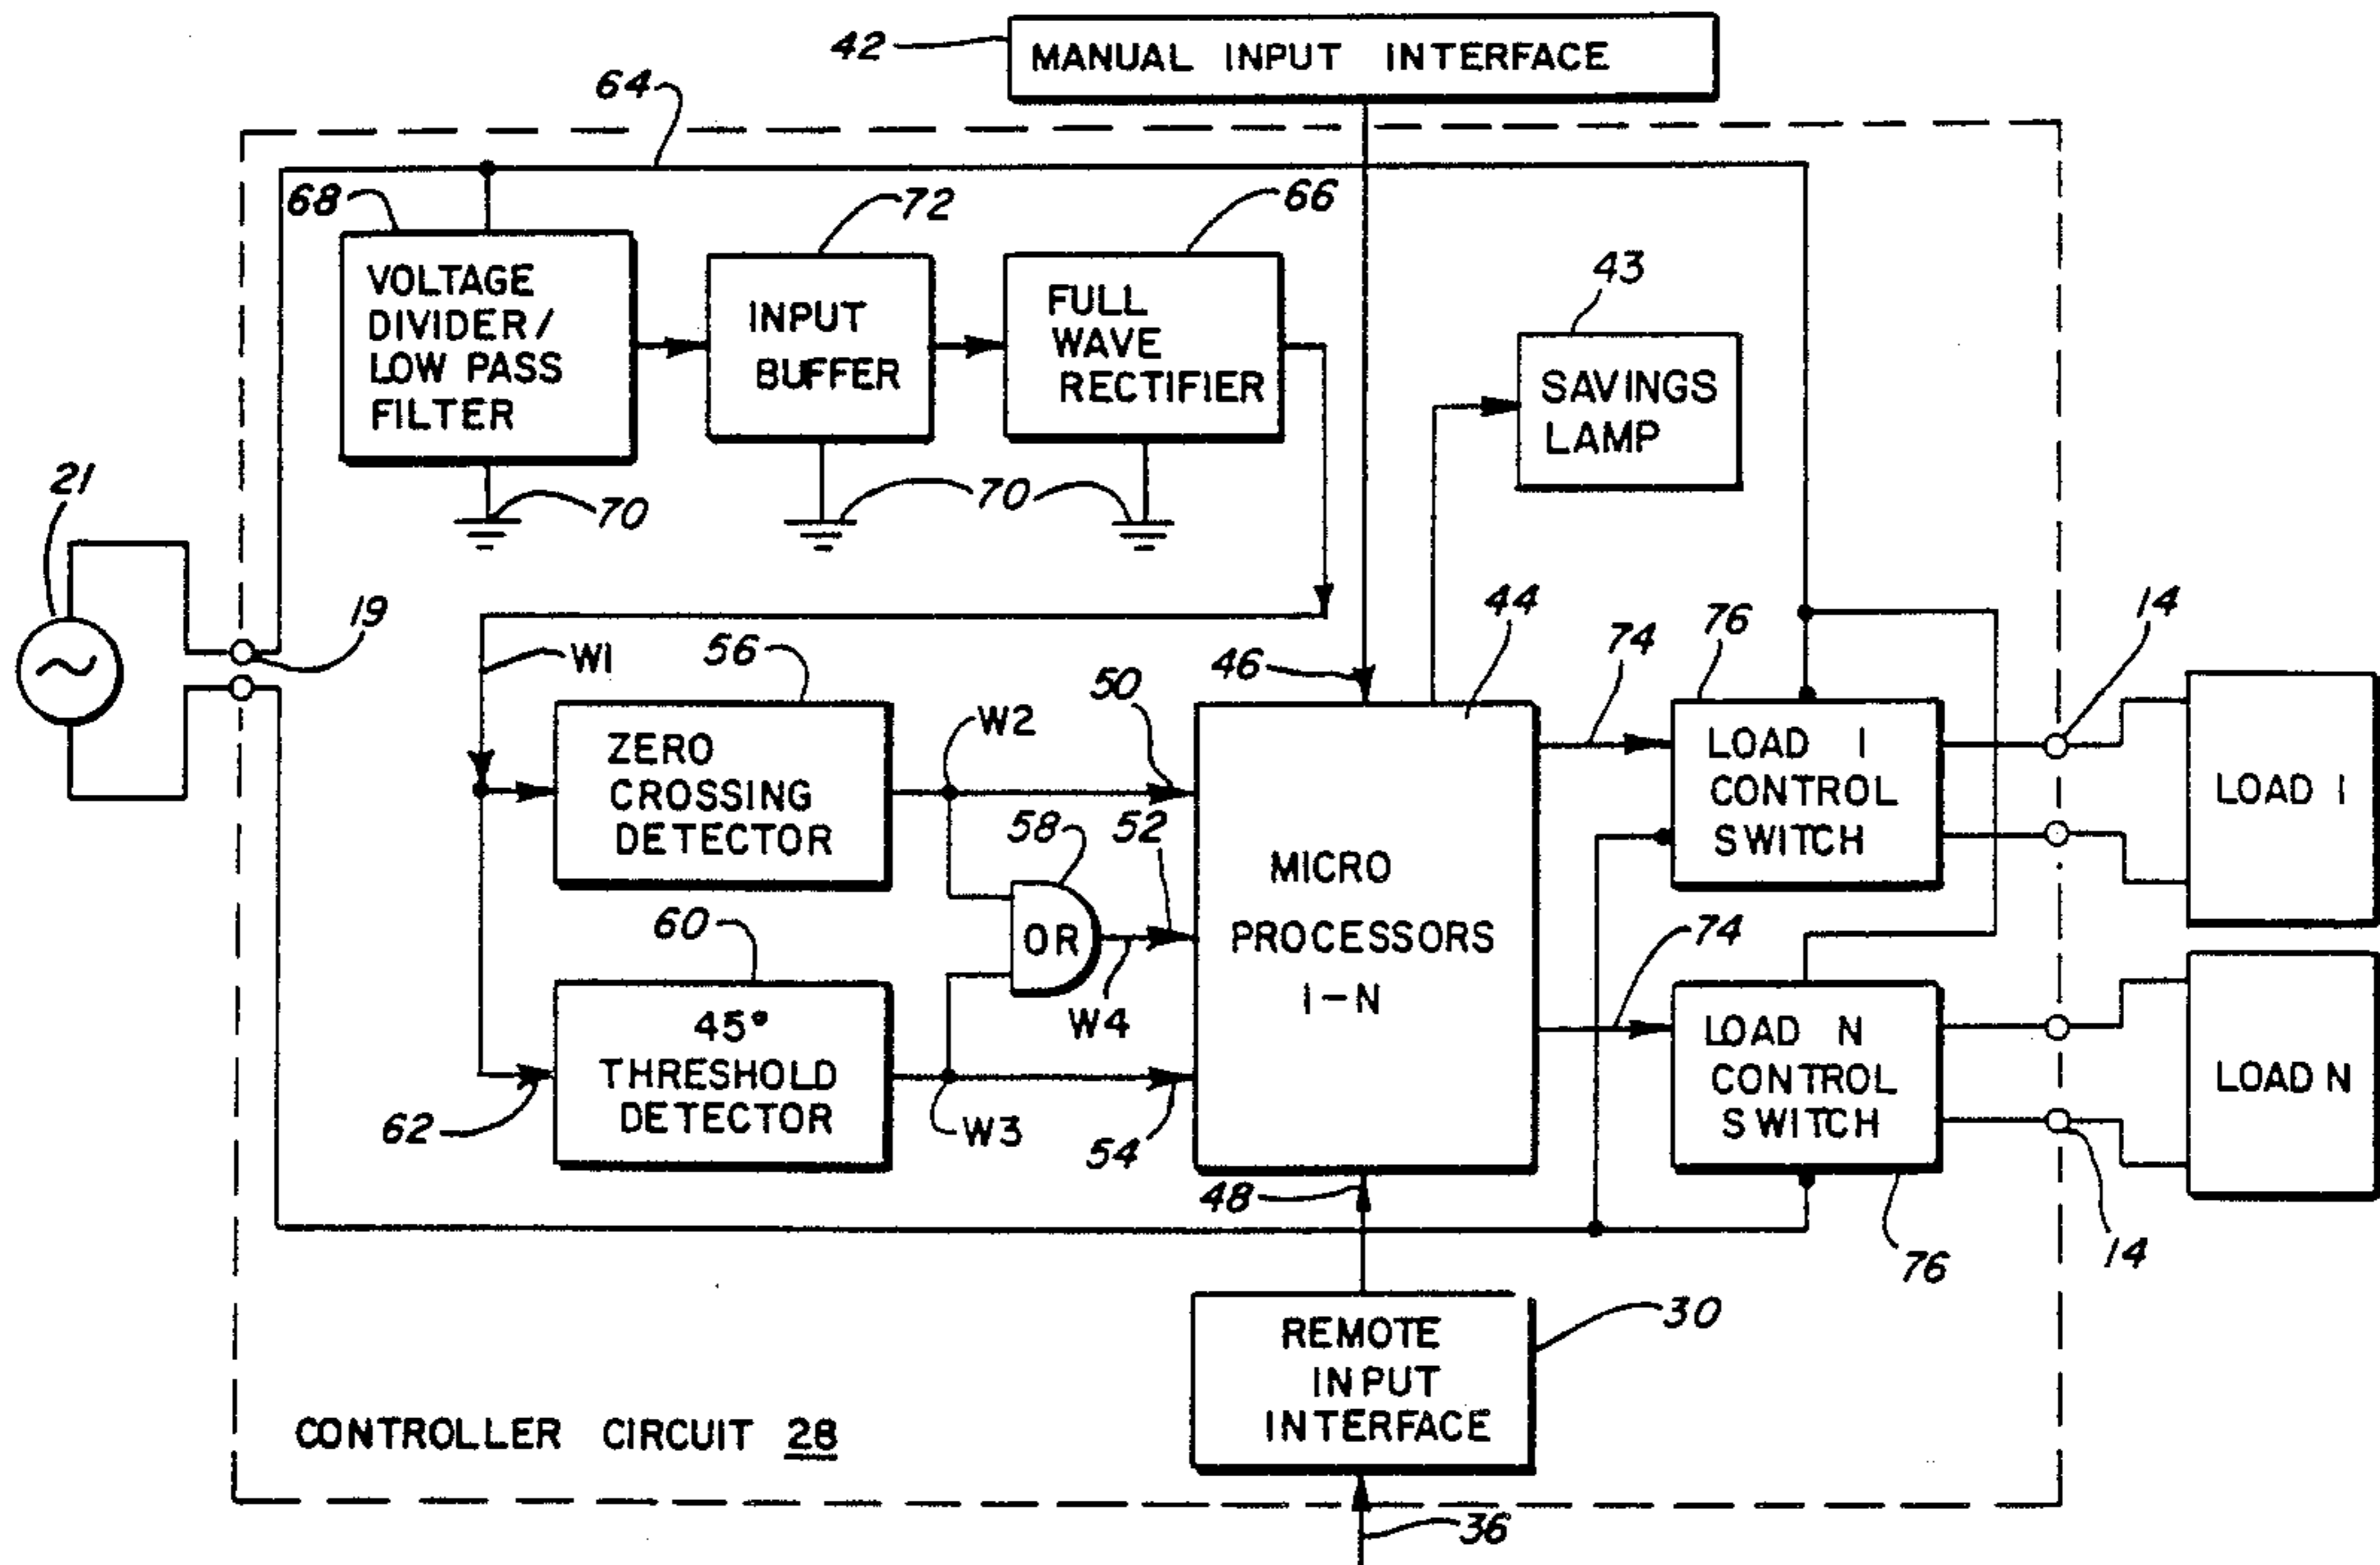 42
MANUAL INPUT INTERFACE
64
68
72
66
VOLTAGE
DIVIDER/
LOW PASS
FILTER
INPUT
BUFFER
FULL
WAVE
RECTIFIER
43
SAVINGS
LAMP
70
70
21
19
W1
56
ZERO
CROSSING
DETECTOR
W2
50
46
44
74
76
14
58
52
OR
W4
60
45°
THRESHOLD
DETECTOR
62
W3
54
MICRO
PROCESSORS
1-N
48
LOAD 1
CONTROL
SWITCH
LOAD 1
74
LOAD N
CONTROL
SWITCH
LOAD N
76
14
REMOTE
INPUT
INTERFACE
30
36
CONTROLLER CIRCUIT 28